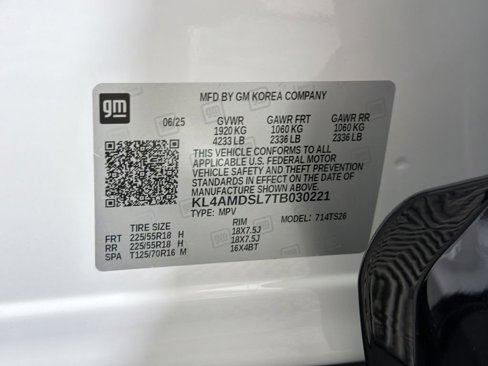 gm
MFD BY GM KOREA COMPANY
06/25 GVWR GAWR FRT GAWR RR
1920 KG 1060 KG 1060 KG
4233 LB 2336 LB 2336 LB
THIS VEHICLE CONFORMS TO ALL
APPLICABLE U.S. FEDERAL MOTOR
VEHICLE SAFETY AND THEFT PREVENTION
STANDARDS IN EFFECT ON THE DATE OF
MANUFACTURE SHOWN ABOVE.
KL4AMDSL7TB030221
TYPE: MPV MODEL: 714TS26
TIRE SIZE RIM
FRT 225/55R18 H 18X7.5J
RR 225/55R18 H 18X7.5J
SPA T125/70R16 M 16X4BT